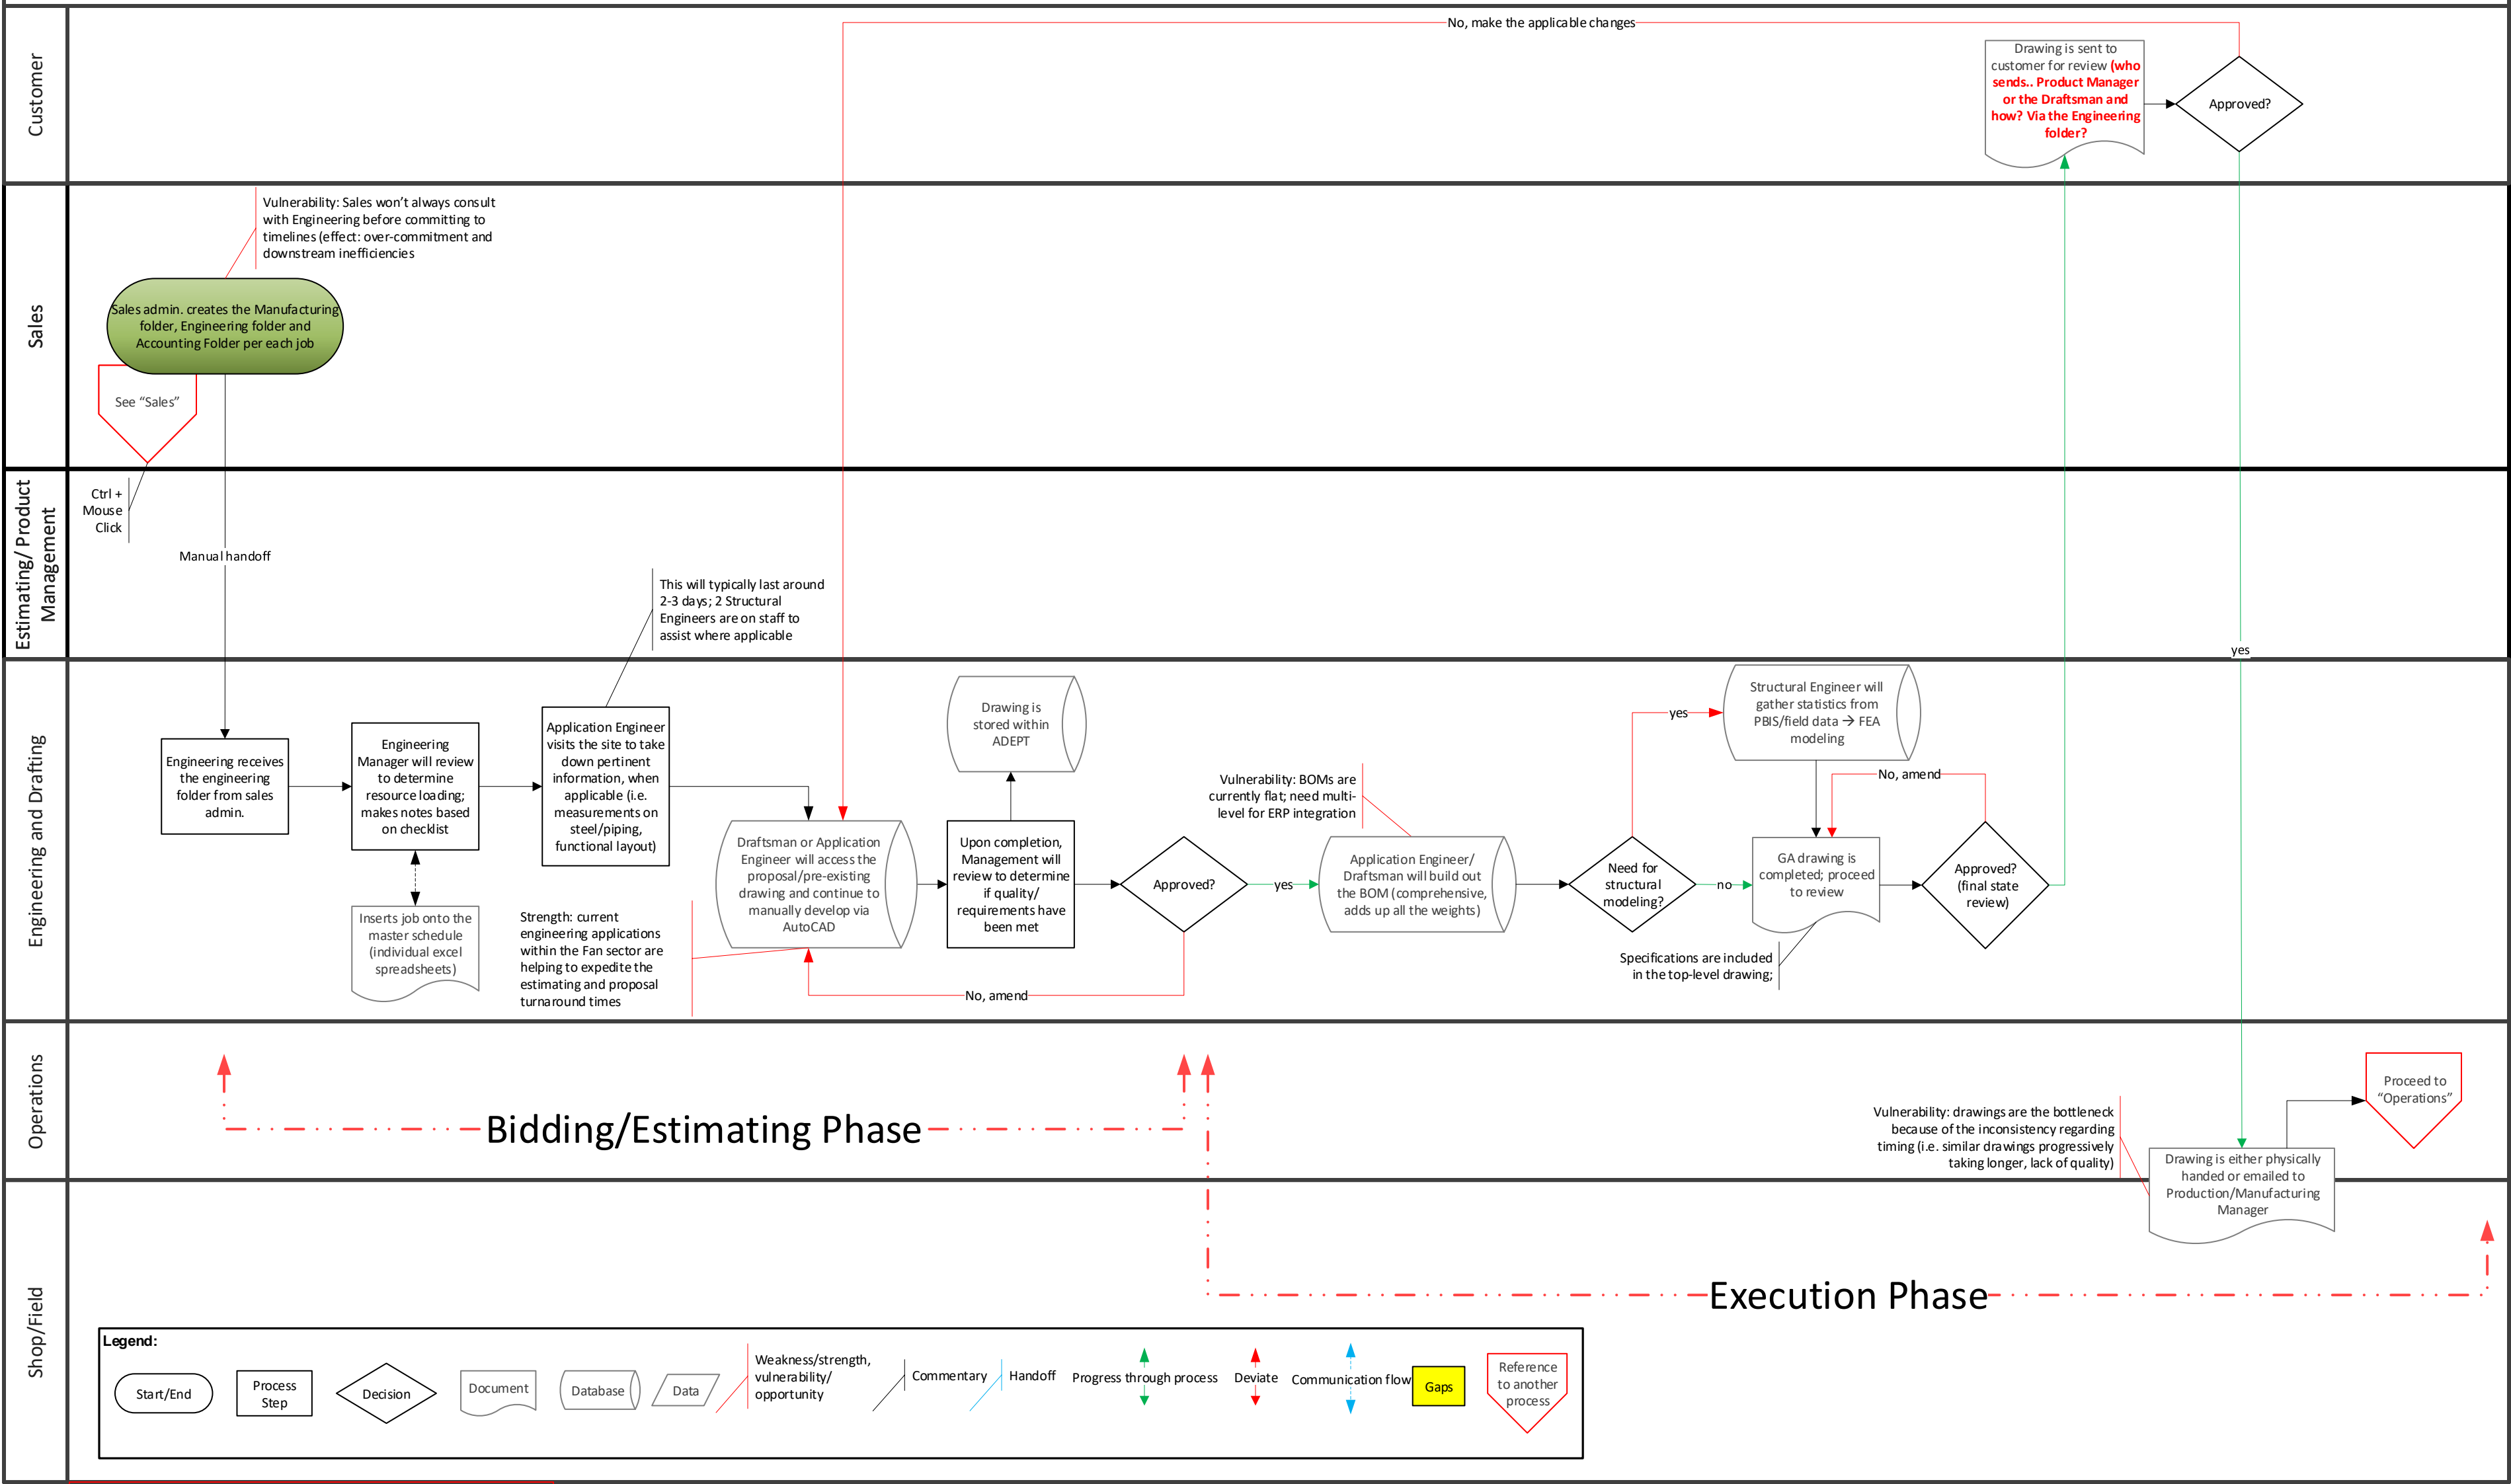 Customer
No, make the applicable changes
Drawing is sent to
customer for review (who
sends.. Product Manager
or the Draftsman and
how? Via the Engineering
folder?
Approved?
Sales
Vulnerability: Sales won't always consult
with Engineering before committing to
timelines (effect: over-commitment and
downstream inefficiencies
Sales admin. creates the Manufacturing
folder, Engineering folder and
Accounting Folder per each job
See "Sales"
Estimating/ Product
Management
Ctrl +
Mouse
Click
Manual handoff
This will typically last around
2-3 days; 2 Structural
Engineers are on staff to
assist where applicable
yes
Engineering and Drafting
Engineering receives
the engineering
folder from sales
admin.
Engineering
Manager will review
to determine
resource loading;
makes notes based
on checklist
Inserts job onto the
master schedule
(individual excel
spreadsheets)
Application Engineer
visits the site to take
down pertinent
information, when
applicable (i.e.
measurements on
steel/piping,
functional layout)
Strength: current
engineering applications
within the Fan sector are
helping to expedite the
estimating and proposal
turnaround times
Draftsman or Application
Engineer will access the
proposal/pre-existing
drawing and continue to
manually develop via
AutoCAD
Drawing is
stored within
ADEPT
Upon completion,
Management will
review to determine
if quality/
requirements have
been met
Approved?
No, amend
yes
Vulnerability: BOMs are
currently flat; need multi-
level for ERP integration
Application Engineer/
Draftsman will build out
the BOM (comprehensive,
adds up all the weights)
Need for
structural
modeling?
yes
no
Structural Engineer will
gather statistics from
PBIS/field data → FEA
modeling
No, amend
GA drawing is
completed; proceed
to review
Specifications are included
in the top-level drawing;
Approved?
(final state
review)
Operations
Bidding/Estimating Phase
Vulnerability: drawings are the bottleneck
because of the inconsistency regarding
timing (i.e. similar drawings progressively
taking longer, lack of quality)
Drawing is either physically
handed or emailed to
Production/Manufacturing
Manager
Proceed to
"Operations"
Shop/Field
Execution Phase
Legend:
Start/End
Process
Step
Decision
Document
Database
Data
Weakness/strength,
vulnerability/
opportunity
Commentary
Handoff
Progress through process
Deviate
Communication flow
Gaps
Reference
to another
process